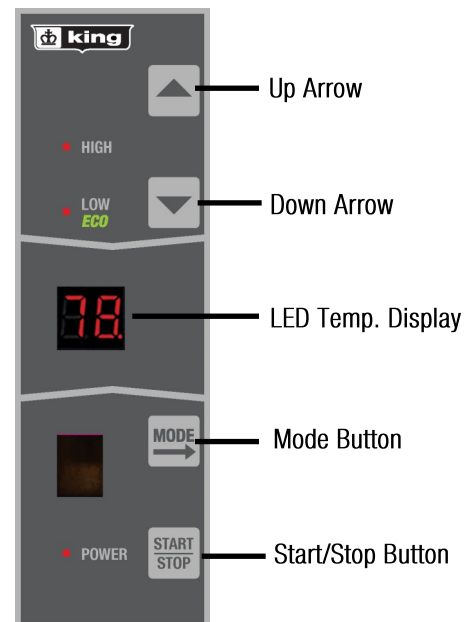 king
Up Arrow
HIGH
LOW
ECO
Down Arrow
78.
LED Temp. Display
MODE
Mode Button
POWER
START
STOP
Start/Stop Button